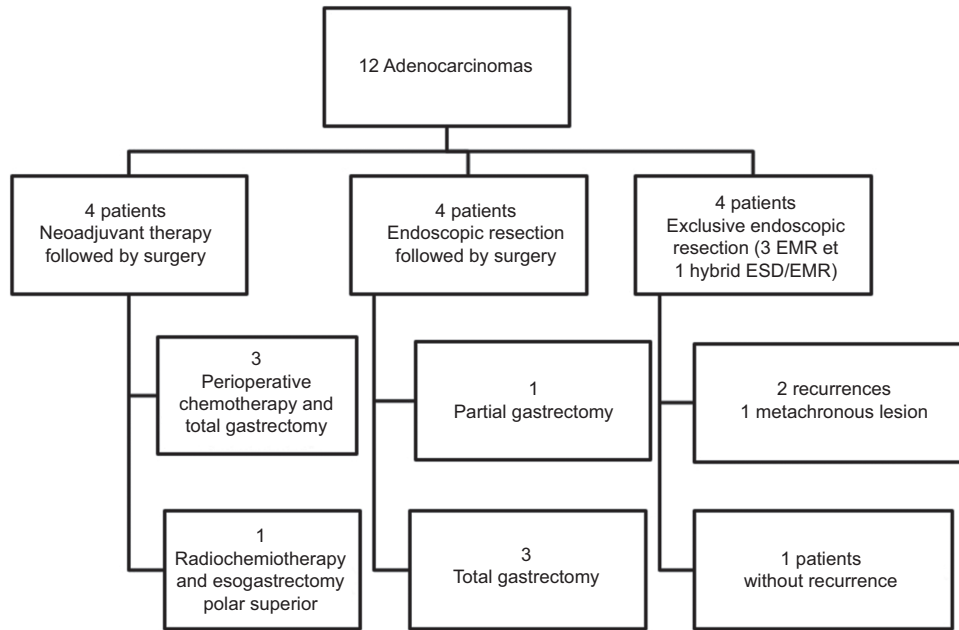 12 Adenocarcinomas
4 patients
Neoadjuvant therapy
followed by surgery
4 patients
Endoscopic resection
followed by surgery
4 patients
Exclusive endoscopic
resection (3 EMR et
1 hybrid ESD/EMR)
3
Perioperative
chemotherapy and
total gastrectomy
1
Partial gastrectomy
2 recurrences
1 metachronous lesion
1
Radiochemiotherapy
and esogastrectomy
polar superior
3
Total gastrectomy
1 patients
without recurrence